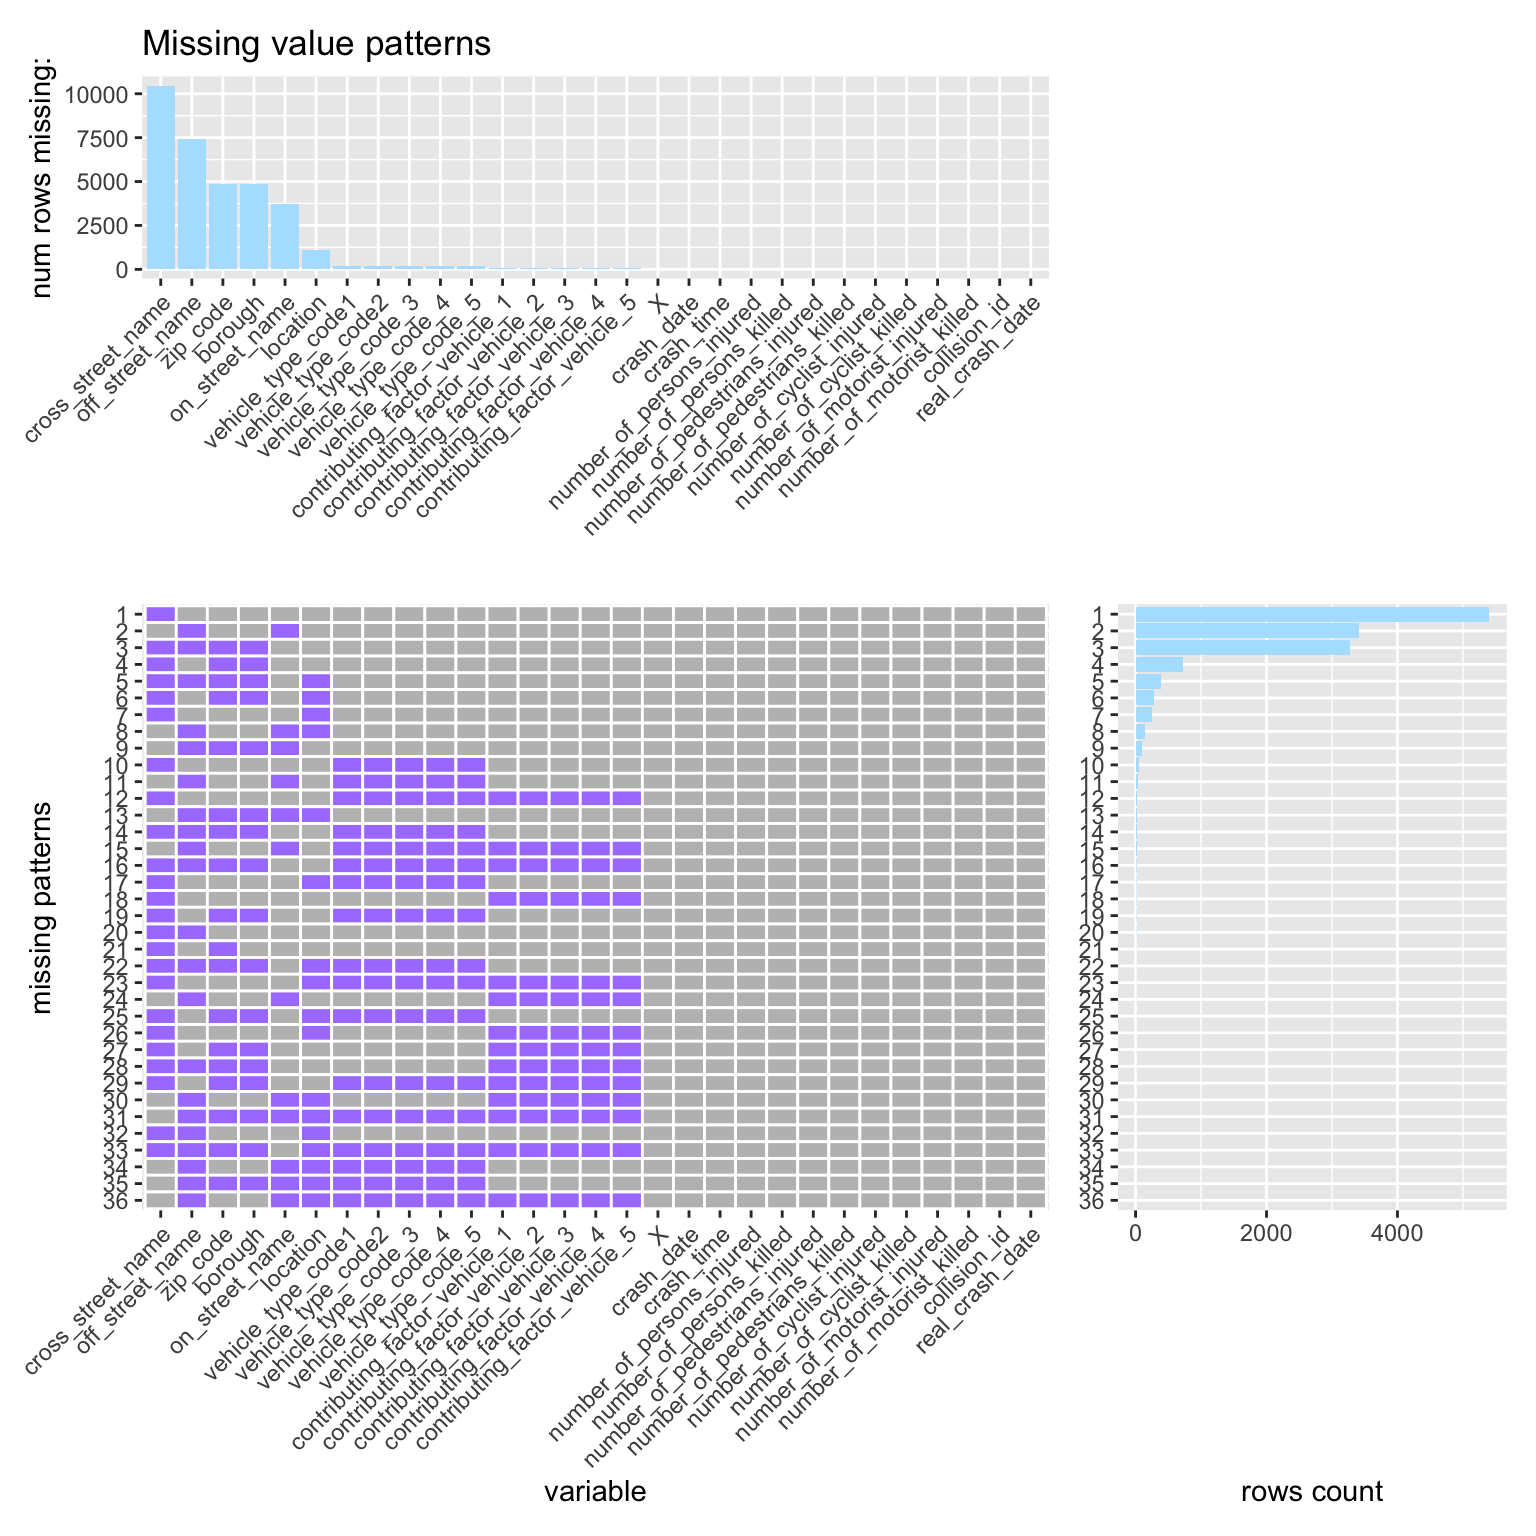 Missing value patterns
num rows missing:
10000
7500
5000
2500
0
cross_street_name
off_street_name
zip_code
borough
on_street_name
location
vehicle_type_code1
vehicle_type_code2
vehicle_type_code_3
vehicle_type_code_4
vehicle_type_code_5
contributing_factor_vehicle_1
contributing_factor_vehicle_2
contributing_factor_vehicle_3
contributing_factor_vehicle_4
contributing_factor_vehicle_5
X
crash_date
crash_time
number_of_persons_injured
number_of_persons_killed
number_of_pedestrians_injured
number_of_pedestrians_killed
number_of_cyclist_injured
number_of_cyclist_killed
number_of_motorist_injured
number_of_motorist_killed
collision_id
real_crash_date
missing patterns
1
2
3
4
5
6
7
8
9
10
11
12
13
14
15
16
17
18
19
20
21
22
23
24
25
26
27
28
29
30
31
32
33
34
35
36
cross_street_name
off_street_name
zip_code
borough
on_street_name
location
vehicle_type_code1
vehicle_type_code2
vehicle_type_code_3
vehicle_type_code_4
vehicle_type_code_5
contributing_factor_vehicle_1
contributing_factor_vehicle_2
contributing_factor_vehicle_3
contributing_factor_vehicle_4
contributing_factor_vehicle_5
X
crash_date
crash_time
number_of_persons_injured
number_of_persons_killed
number_of_pedestrians_injured
number_of_pedestrians_killed
number_of_cyclist_injured
number_of_cyclist_killed
number_of_motorist_injured
number_of_motorist_killed
collision_id
real_crash_date
variable
1
2
3
4
5
6
7
8
9
10
11
12
13
14
15
16
17
18
19
20
21
22
23
24
25
26
27
28
29
30
31
32
33
34
35
36
0
2000
4000
rows count